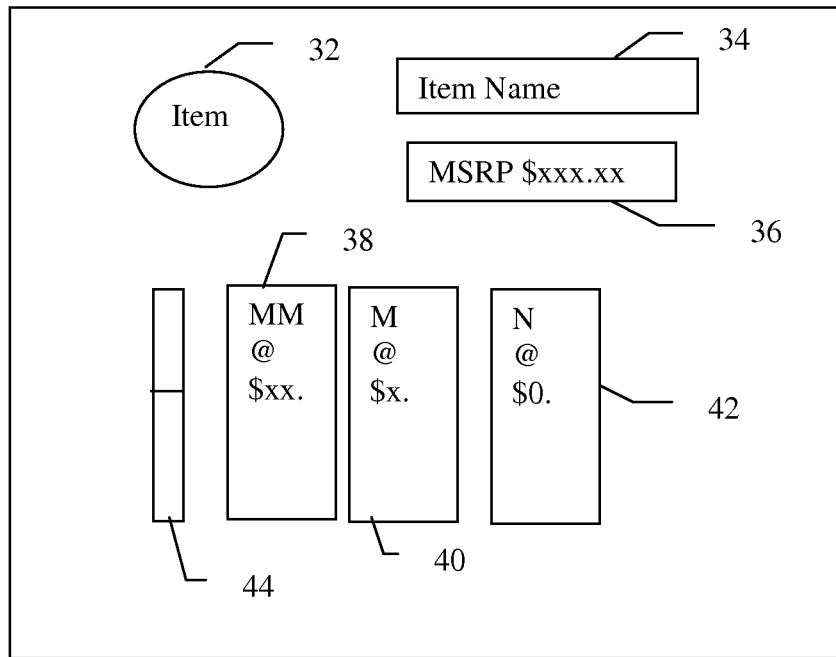 32
34
Item
Item Name
MSRP $xxx.xx
36
38
MM
@
$xx.
M
@
$x.
N
@
$0.
42
40
44